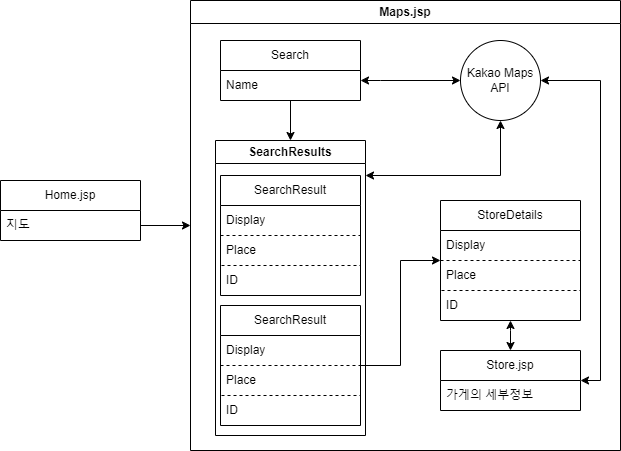 Maps.jsp
Search
Name
Kakao Maps
API
SearchResults
SearchResult
Display
Place
ID
SearchResult
Display
Place
ID
Home.jsp
지도
StoreDetails
Display
Place
ID
Store.jsp
가게의 세부정보